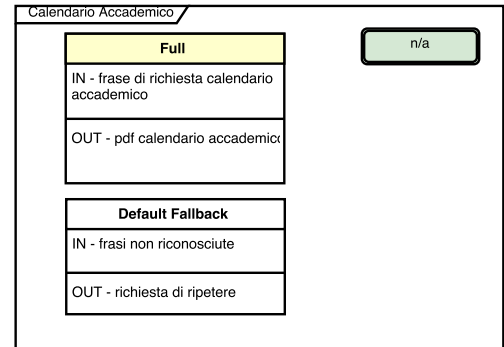 Calendario Accademico
Full
n/a
IN - frase di richiesta calendario
accademico
OUT - pdf calendario accademico
Default Fallback
IN - frasi non riconosciute
OUT - richiesta di ripetere